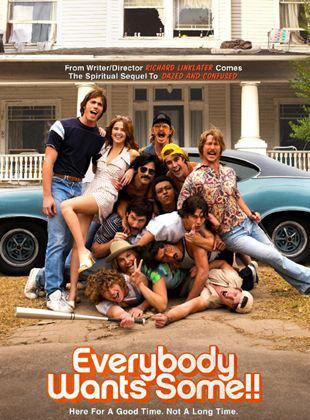 From Writer/Director RICHARD LINKLATER Comes
The Spiritual Sequel To DAZED AND CONFUSED
Everybody
Wants Some!!
Here For A Good Time. Not A Long Time.